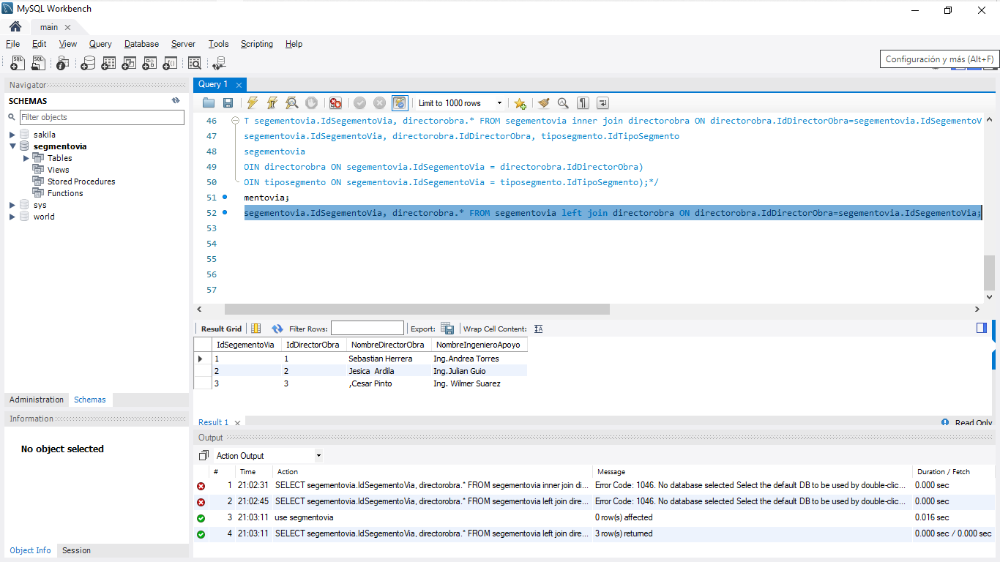 MySQL Workbench
main
File Edit View Query Database Server Tools Scripting Help
Configuración y más (Alt+F)
Navigator
SCHEMAS
Filter objects
sakila
segmentovia
Tables
Views
Stored Procedures
Functions
sys
world
Administration Schemas
Information
No object selected
Object Info Session
Query 1
Limit to 1000 rows
46 T segementovia.IdSegementoVia, directorobra.* FROM segementovia inner join directorobra ON directorobra.IdDirectorObra=segementovia.IdSegementoV
47 segementovia.IdSegementoVia, directorobra.IdDirectorObra, tiposegmento.IdTipoSegmento
48 segementovia
49 OIN directorobra ON segementovia.IdSegementoVia = directorobra.IdDirectorObra)
50 OIN tiposegmento ON segementovia.IdSegementoVia = tiposegmento.IdTipoSegmento);*/
51 mentovia;
52 segementovia.IdSegementoVia, directorobra.* FROM segementovia left join directorobra ON directorobra.IdDirectorObra=segementovia.IdSegementoVia;
53
54
55
56
57
Result Grid Filter Rows: Export: Wrap Cell Content:
IdSegementoVia IdDirectorObra NombreDirectorObra NombreIngenieroApoyo
1 1 Sebastian Herrera Ing.Andrea Torres
2 2 Jesica Ardila Ing.Julian Guio
3 3 ,Cesar Pinto Ing. Wilmer Suarez
Result 1 Read Only
Output
Action Output
# Time Action Message Duration / Fetch
1 21:02:31 SELECT segementovia.IdSegementoVia, directorobra.* FROM segementovia inner join di... Error Code: 1046. No database selected Select the default DB to be used by double-clic... 0.000 sec
2 21:02:45 SELECT segementovia.IdSegementoVia, directorobra.* FROM segementovia left join dire... Error Code: 1046. No database selected Select the default DB to be used by double-clic... 0.000 sec
3 21:03:11 use segmentovia 0 row(s) affected 0.016 sec
4 21:03:11 SELECT segementovia.IdSegementoVia, directorobra.* FROM segementovia left join dire... 3 row(s) returned 0.000 sec / 0.000 sec